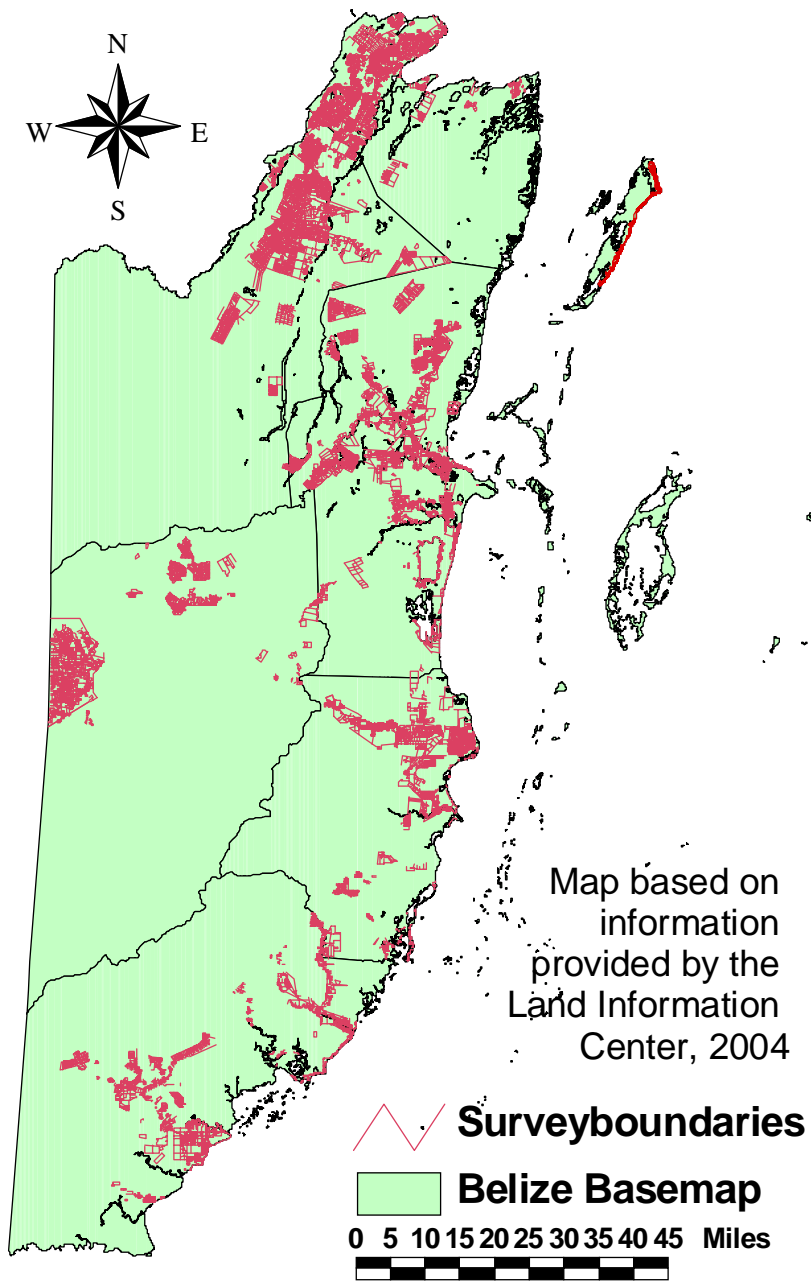 N
W E
S
Map based on
information
provided by the
Land Information
Center, 2004
Surveyboundaries
Belize Basemap
0 5 10 12 15 20 25 30 35 40 45 Miles